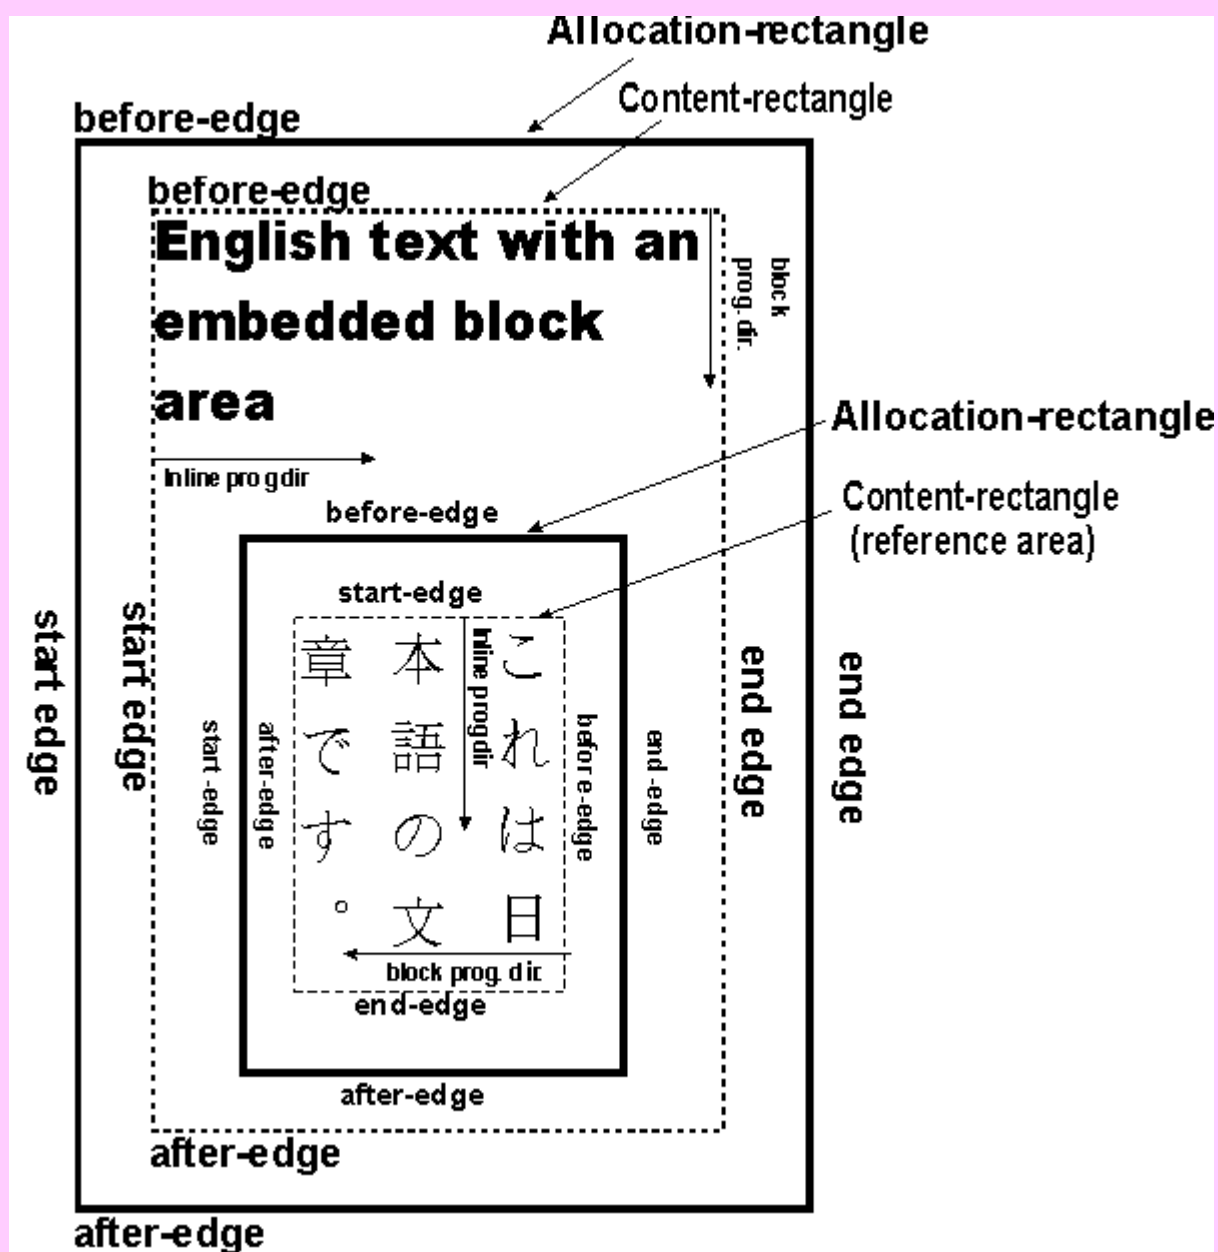 Allocation-rectangle
Content-rectangle
before-edge
before-edge
English text with an
embedded block
area
block
prog. dir.
Inline prog dir
Allocation-rectangle
Content-rectangle
(reference area)
before-edge
start-edge
start edge
start edge
start-edge
after-edge
これは日
本語の文
章です。
Inline prog dir
before-edge
end-edge
end edge
end edge
block prog. dir.
end-edge
after-edge
after-edge
after-edge